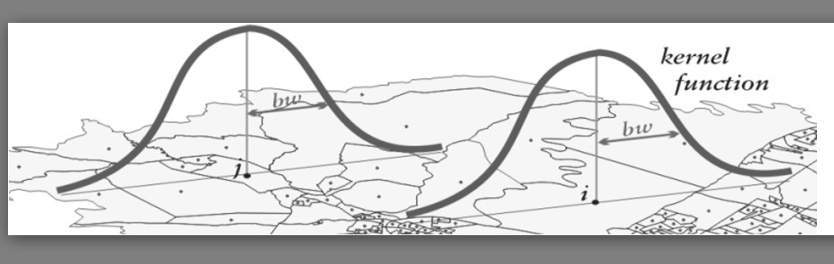 kernel
function
bw
bw
j
i